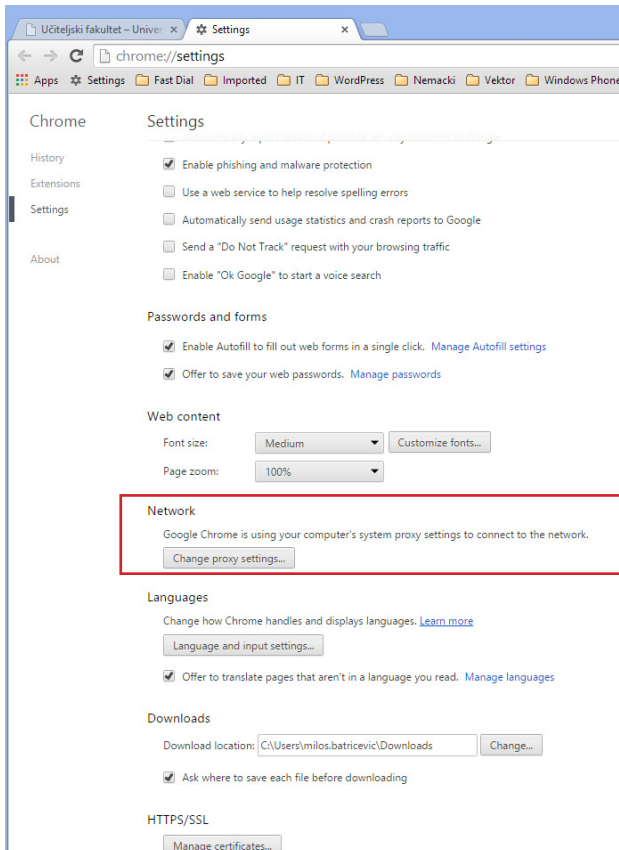 Učiteljski fakultet – Univer
Settings
chrome://settings
Apps Settings Fast Dial Imported IT WordPress Nemacki Vektor Windows Phone
Chrome
Settings
History
Extensions
Settings
About
Enable phishing and malware protection
Use a web service to help resolve spelling errors
Automatically send usage statistics and crash reports to Google
Send a "Do Not Track" request with your browsing traffic
Enable "Ok Google" to start a voice search
Passwords and forms
Enable Autofill to fill out web forms in a single click. Manage Autofill settings
Offer to save your web passwords. Manage passwords
Web content
Font size: Medium Customize fonts...
Page zoom: 100%
Network
Google Chrome is using your computer's system proxy settings to connect to the network.
Change proxy settings...
Languages
Change how Chrome handles and displays languages. Learn more
Language and input settings...
Offer to translate pages that aren't in a language you read. Manage languages
Downloads
Download location: C:\Users\milos.batricevic\Downloads Change...
Ask where to save each file before downloading
HTTPS/SSL
Manage certificates...